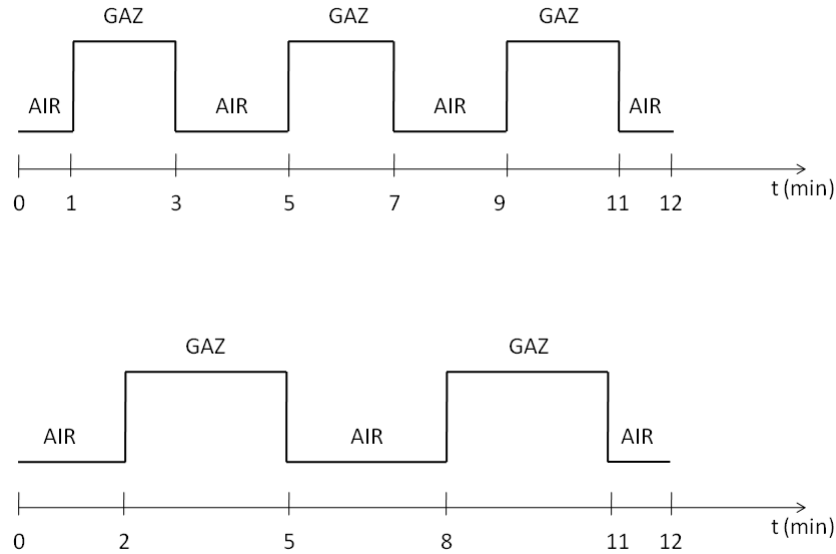 GAZ GAZ GAZ
AIR AIR AIR AIR
t (min)
0 1 3 5 7 9 11 12
GAZ GAZ
AIR AIR AIR
t (min)
0 2 5 8 11 12